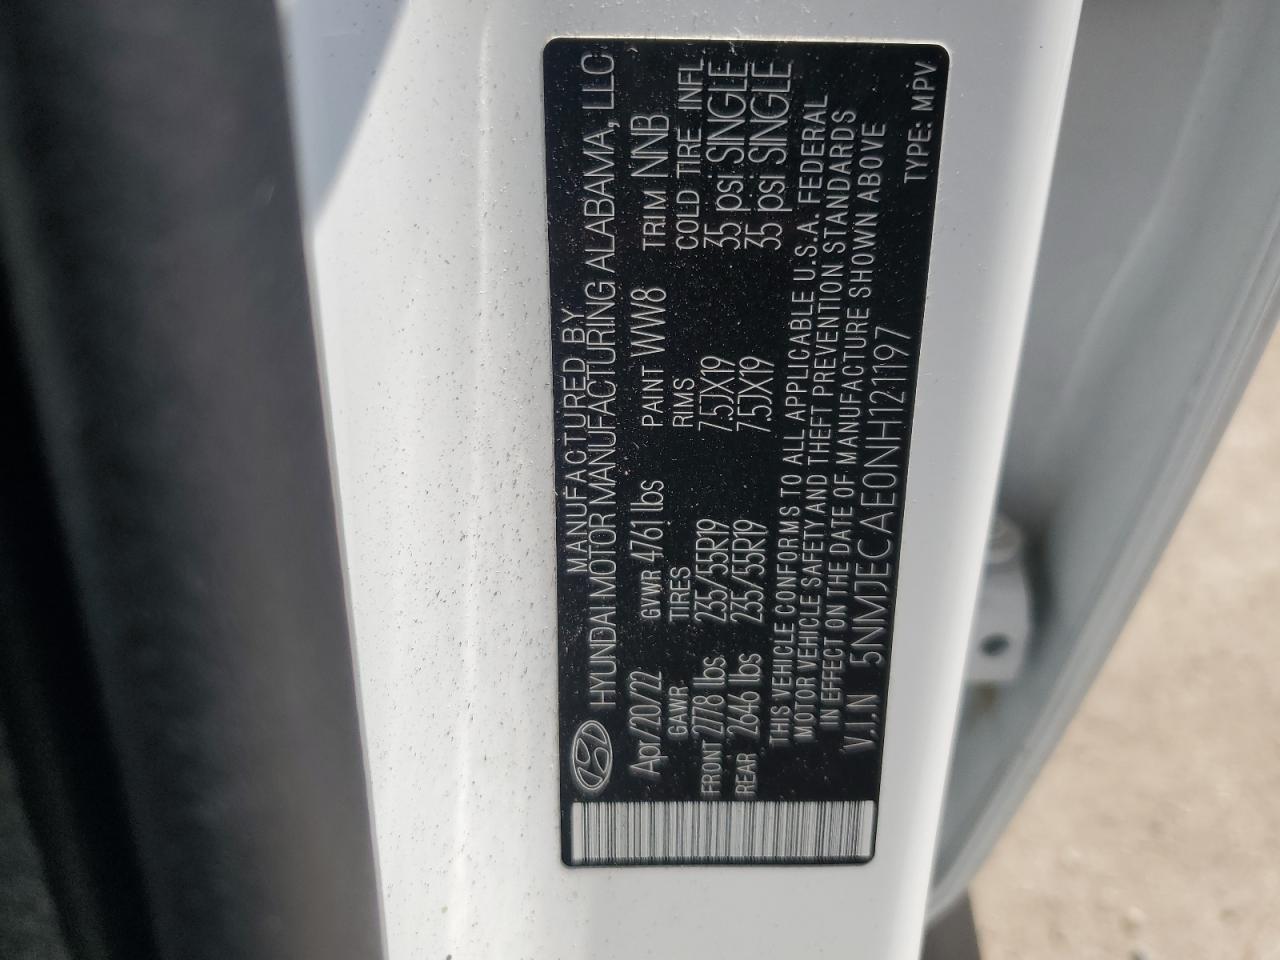 MANUFACTURED BY
HYUNDAI MOTOR MANUFACTURING ALABAMA, LLC
Apr/20/22 GVWR 4761 lbs PAINT WW8 TRIM NNB
GAWR TIRES RIMS COLD TIRE INFL
FRONT 2778 lbs 235/55R19 7.5JX19 35 psi SINGLE
REAR 2646 lbs 235/55R19 7.5JX19 35 psi SINGLE
THIS VEHICLE CONFORMS TO ALL APPLICABLE U.S.A. FEDERAL
MOTOR VEHICLE SAFETY AND THEFT PREVENTION STANDARDS
IN EFFECT ON THE DATE OF MANUFACTURE SHOWN ABOVE
V.I.N 5NMJECAE0NH121197
TYPE: MPV